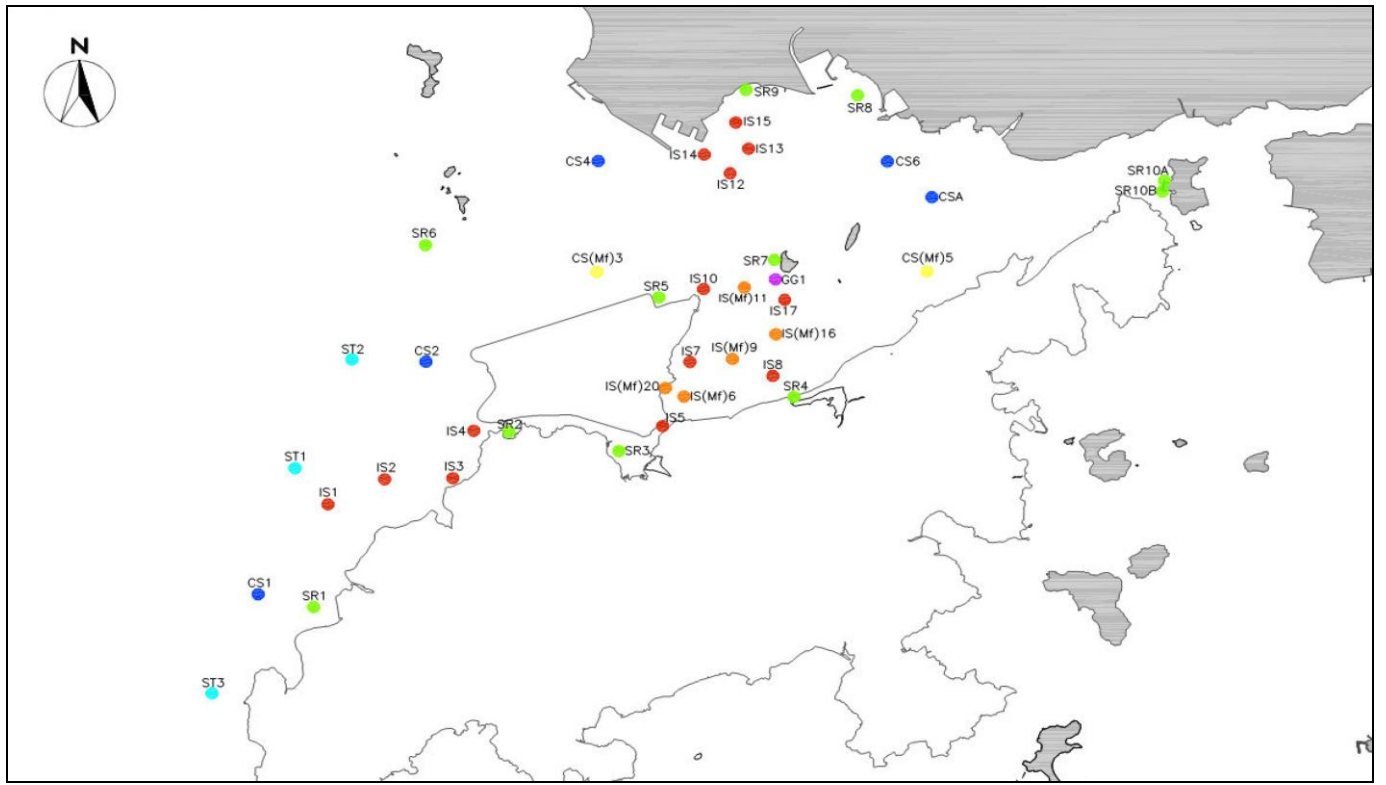 N
SR9
SR8
IS15
IS14
IS13
CS4
CS6
IS12
SR10A
SR10B
CSA
SR6
CS(Mf)3
SR7
CS(Mf)5
GG1
SR5
IS10
IS(Mf)11
IS17
IS(Mf)16
ST2
CS2
IS7
IS(Mf)9
IS8
IS(Mf)20
IS(Mf)6
SR4
IS5
IS4
SR2
SR3
ST1
IS2
IS3
IS1
CS1
SR1
ST3